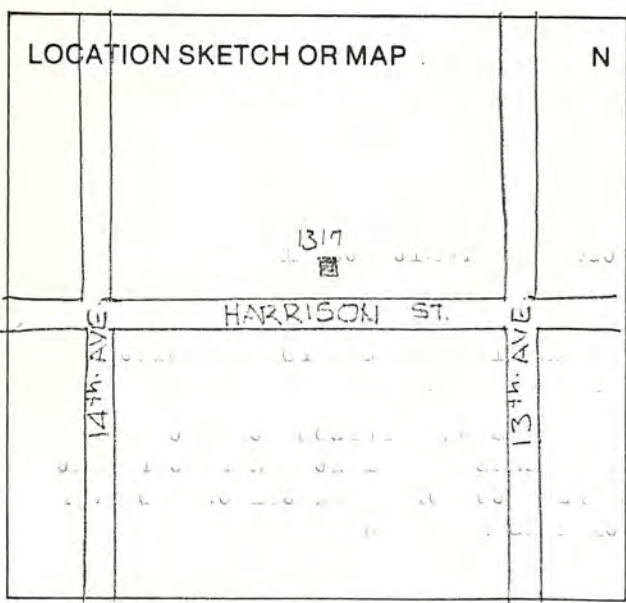 LOCATION SKETCH OR MAP N
1317
HARRISON ST.
14th. AVE.
13th. AVE.